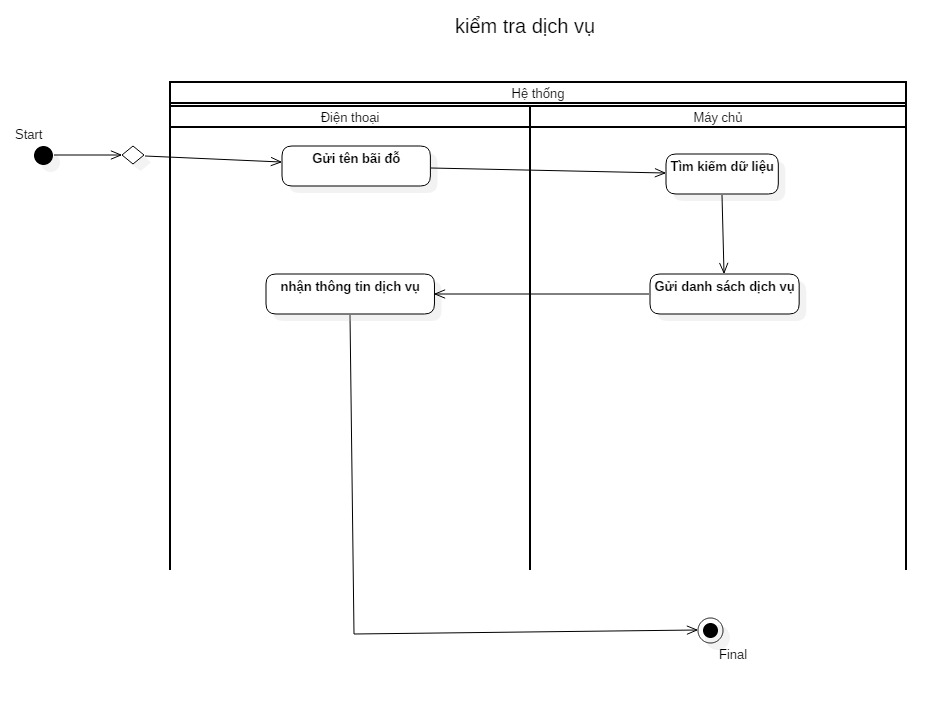 kiểm tra dịch vụ
Hệ thống
Điện thoại
Máy chủ
Start
Gửi tên bãi đỗ
Tìm kiếm dữ liệu
nhận thông tin dịch vụ
Gửi danh sách dịch vụ
Final